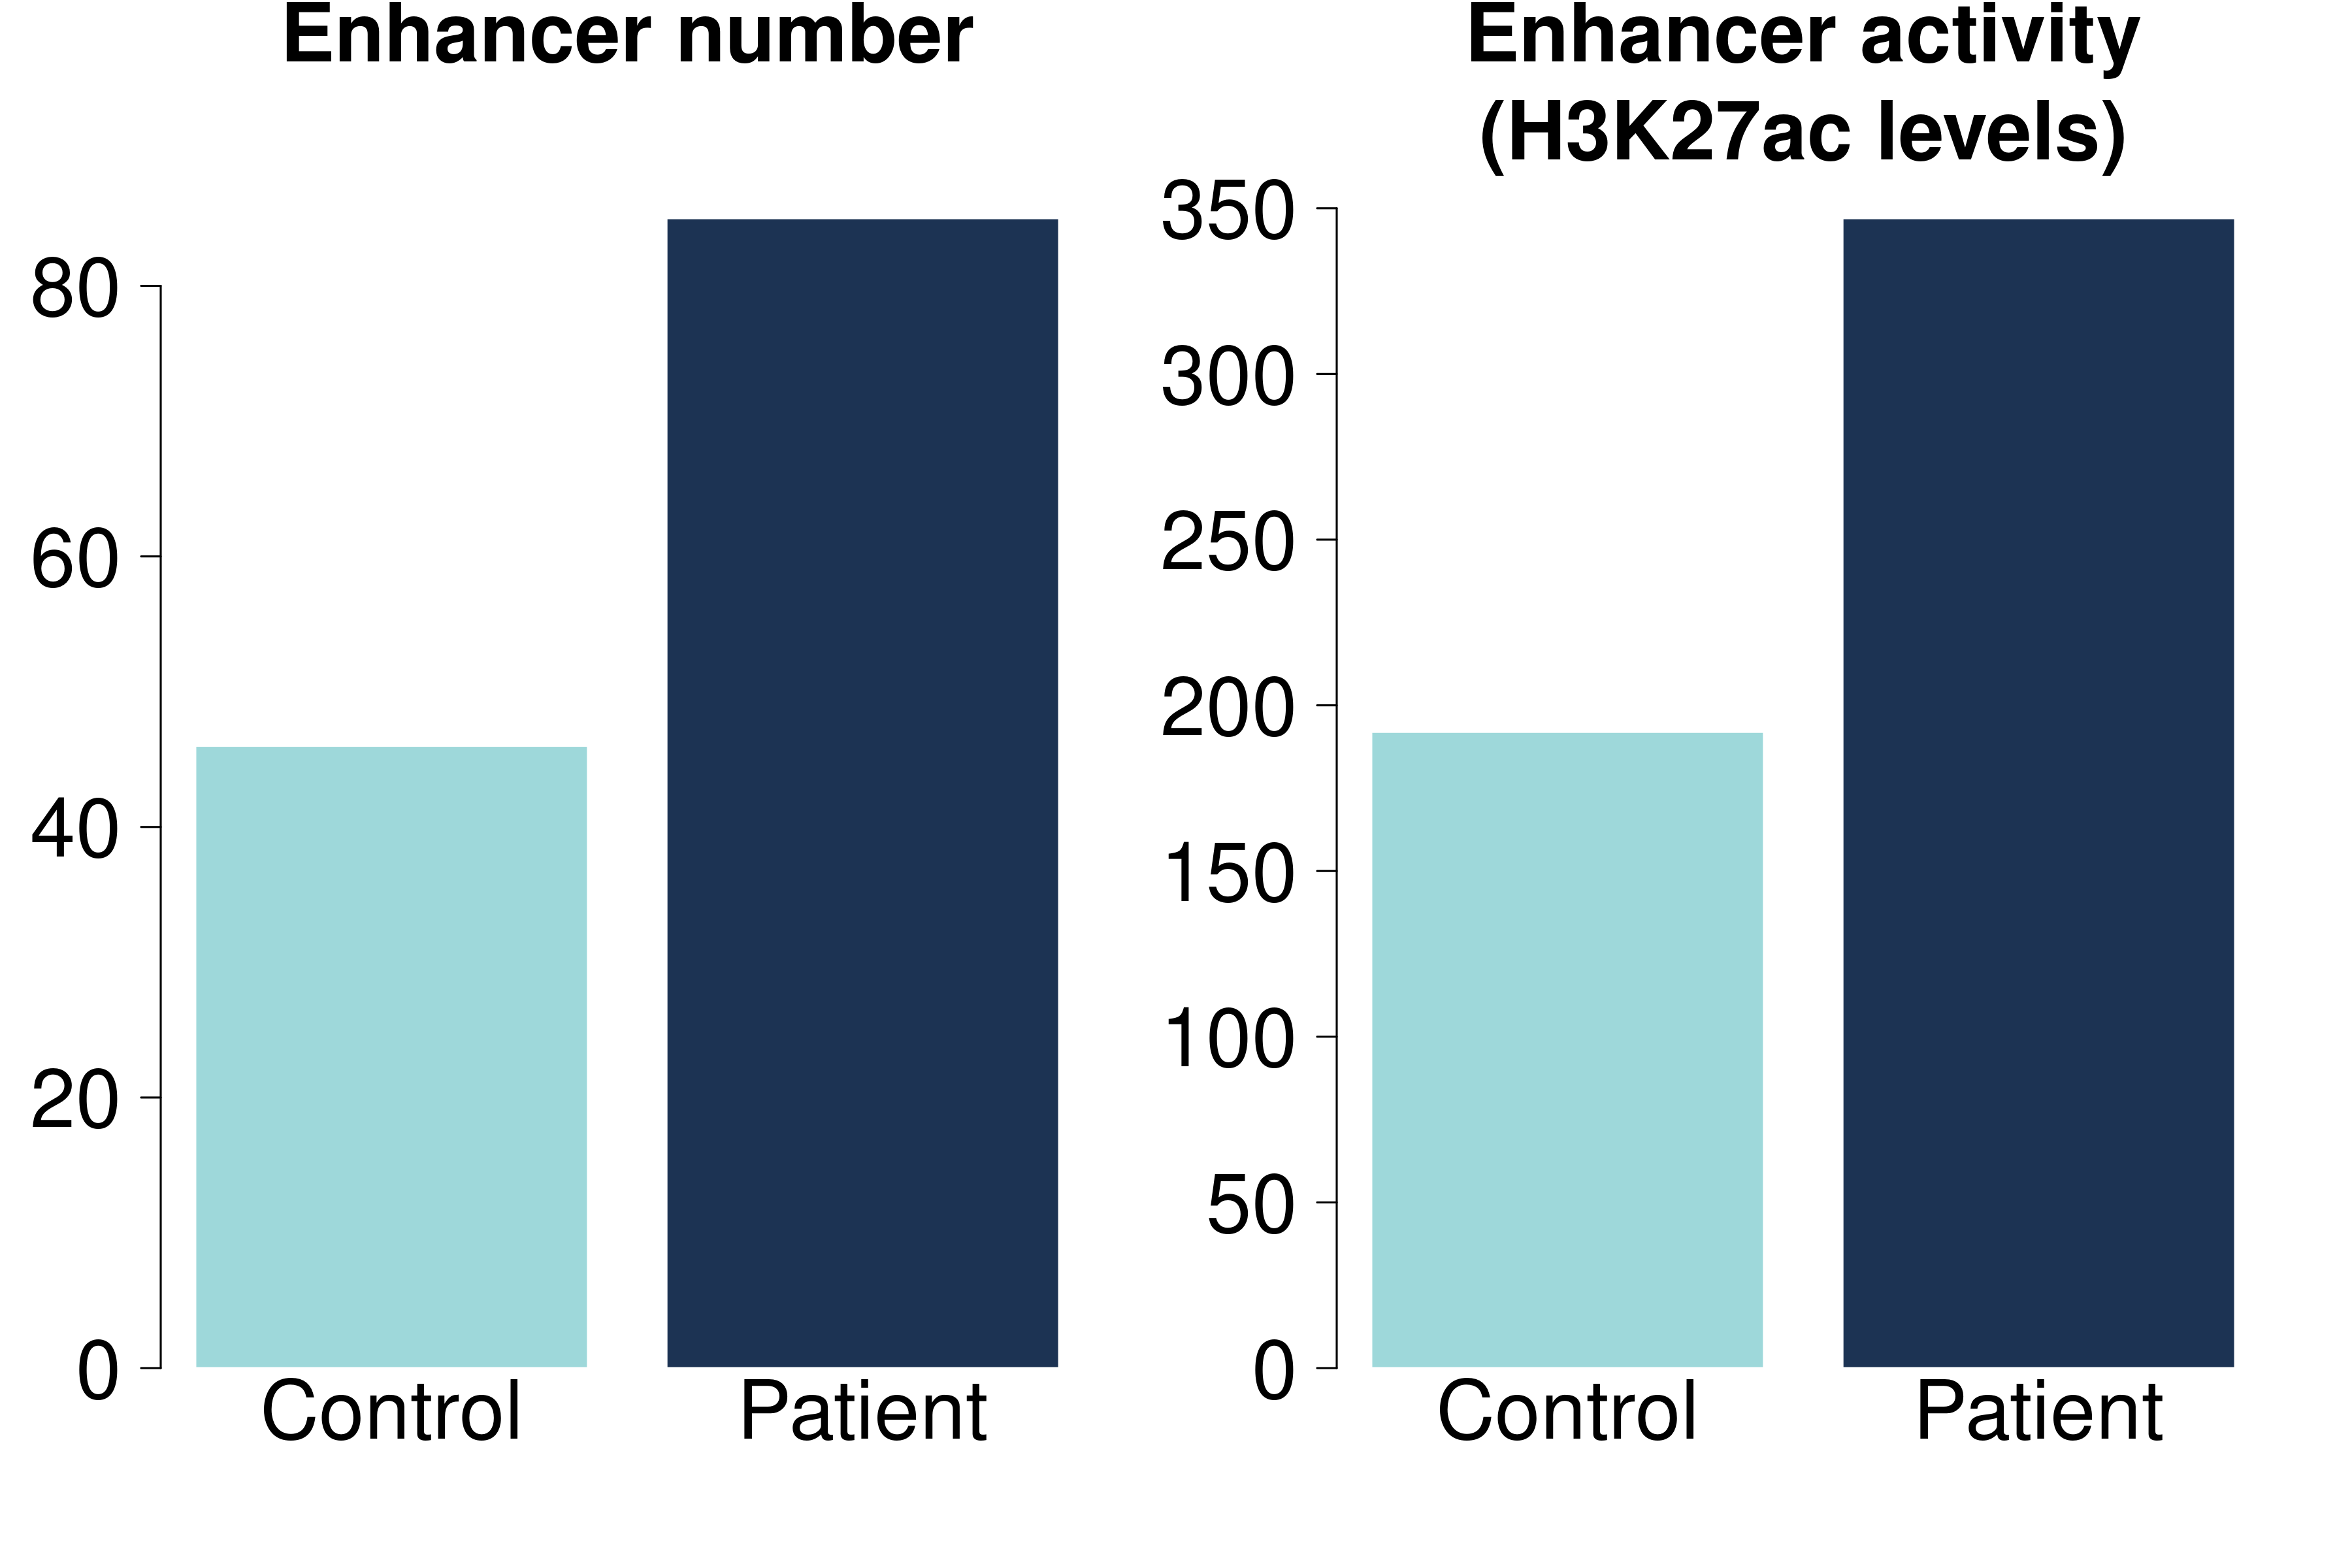 Enhancer number
80
60
40
20
0
Control Patient
Enhancer activity
(H3K27ac levels)
350
300
250
200
150
100
50
0
Control Patient